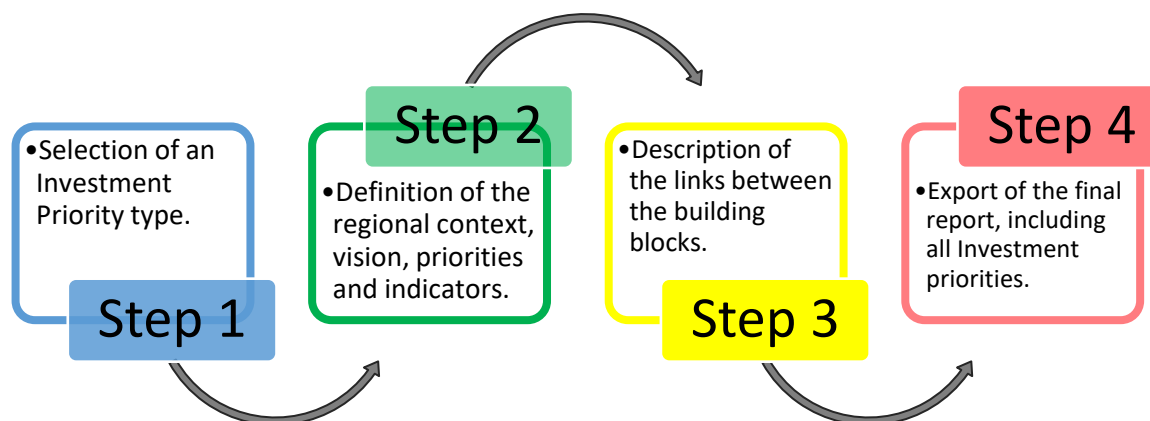 •Selection of an
Investment
Priority type.
Step 1
Step 2
•Definition of the
regional context,
vision, priorities
and indicators.
•Description of
the links between
the building
blocks.
Step 3
Step 4
•Export of the final
report, including
all Investment
priorities.